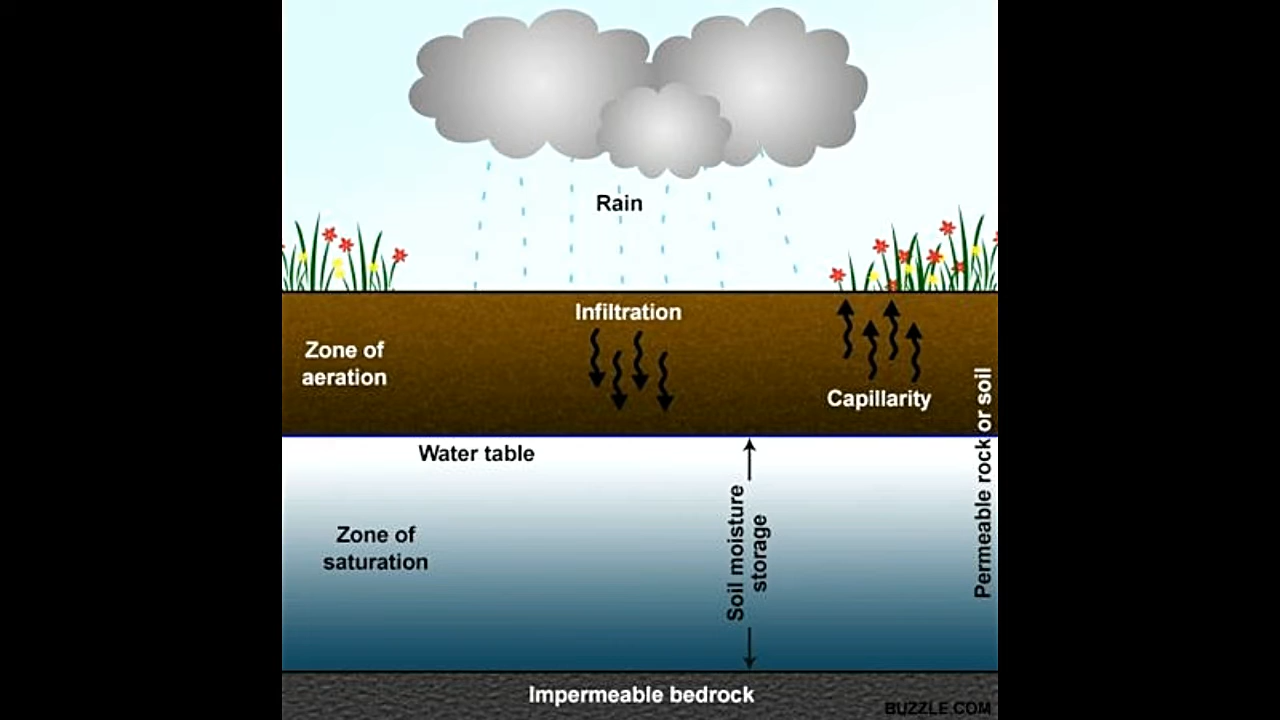 Rain
Infiltration
Zone of
aeration
Capillarity
Permeable rock or soil
Water table
Soil moisture
storage
Zone of
saturation
Impermeable bedrock
BUZZLE.COM